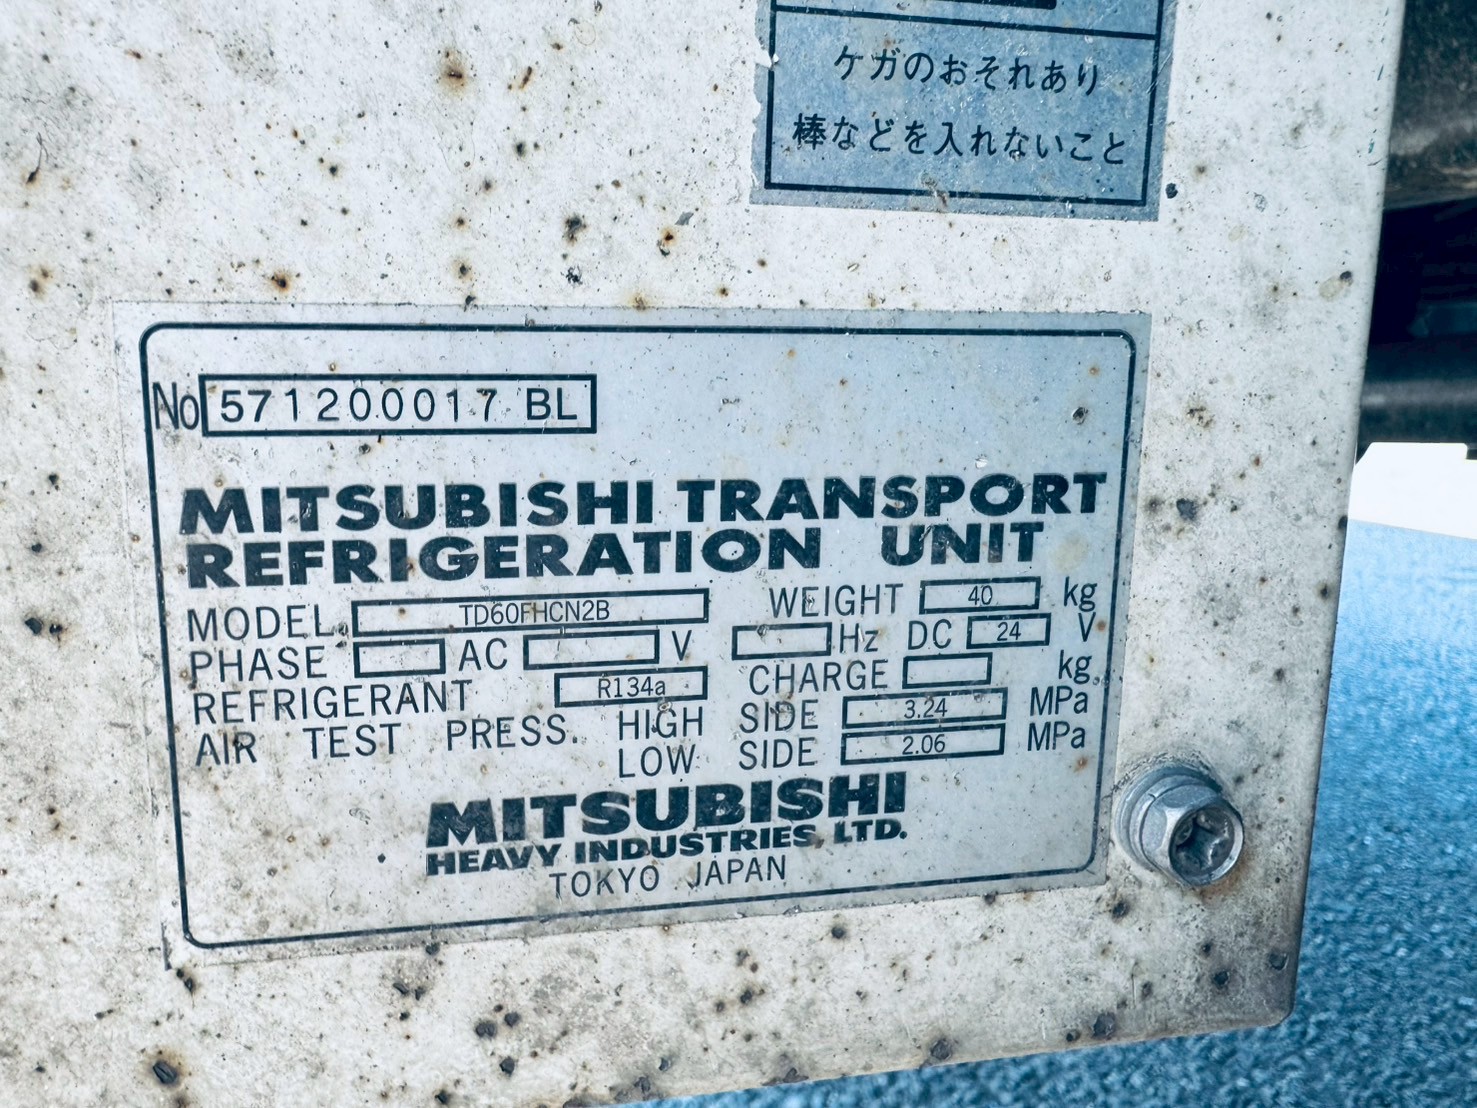 ケガのおそれあり
棒などを入れないこと
No 571200017 BL
MITSUBISHI TRANSPORT
REFRIGERATION UNIT
MODEL TD60FHCN2B WEIGHT 40 kg
PHASE AC V Hz DC 24 V
REFRIGERANT R134a CHARGE kg
AIR TEST PRESS. HIGH SIDE 3.24 MPa
LOW SIDE 2.06 MPa
MITSUBISHI
HEAVY INDUSTRIES, LTD.
TOKYO JAPAN